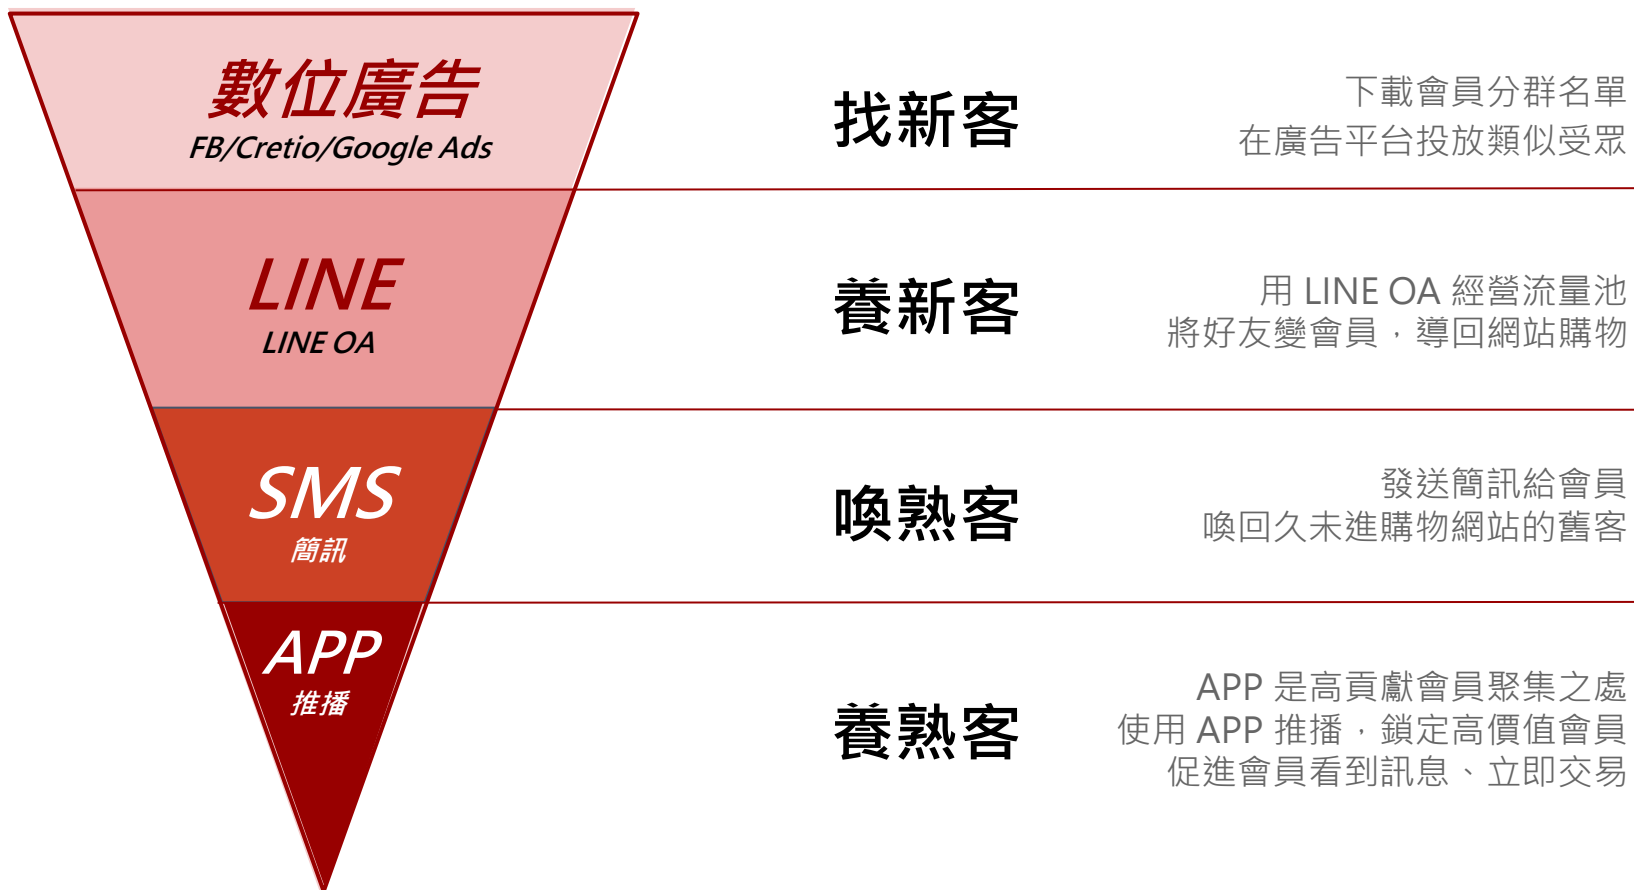 數位廣告
FB/Cretio/Google Ads
找新客
下載會員分群名單
在廣告平台投放類似受眾
LINE
LINE OA
養新客
用 LINE OA 經營流量池
將好友變會員，導回網站購物
SMS
簡訊
喚熟客
發送簡訊給會員
喚回久未進購物網站的舊客
APP
推播
養熟客
APP 是高貢獻會員聚集之處
使用 APP 推播，鎖定高價值會員
促進會員看到訊息、立即交易